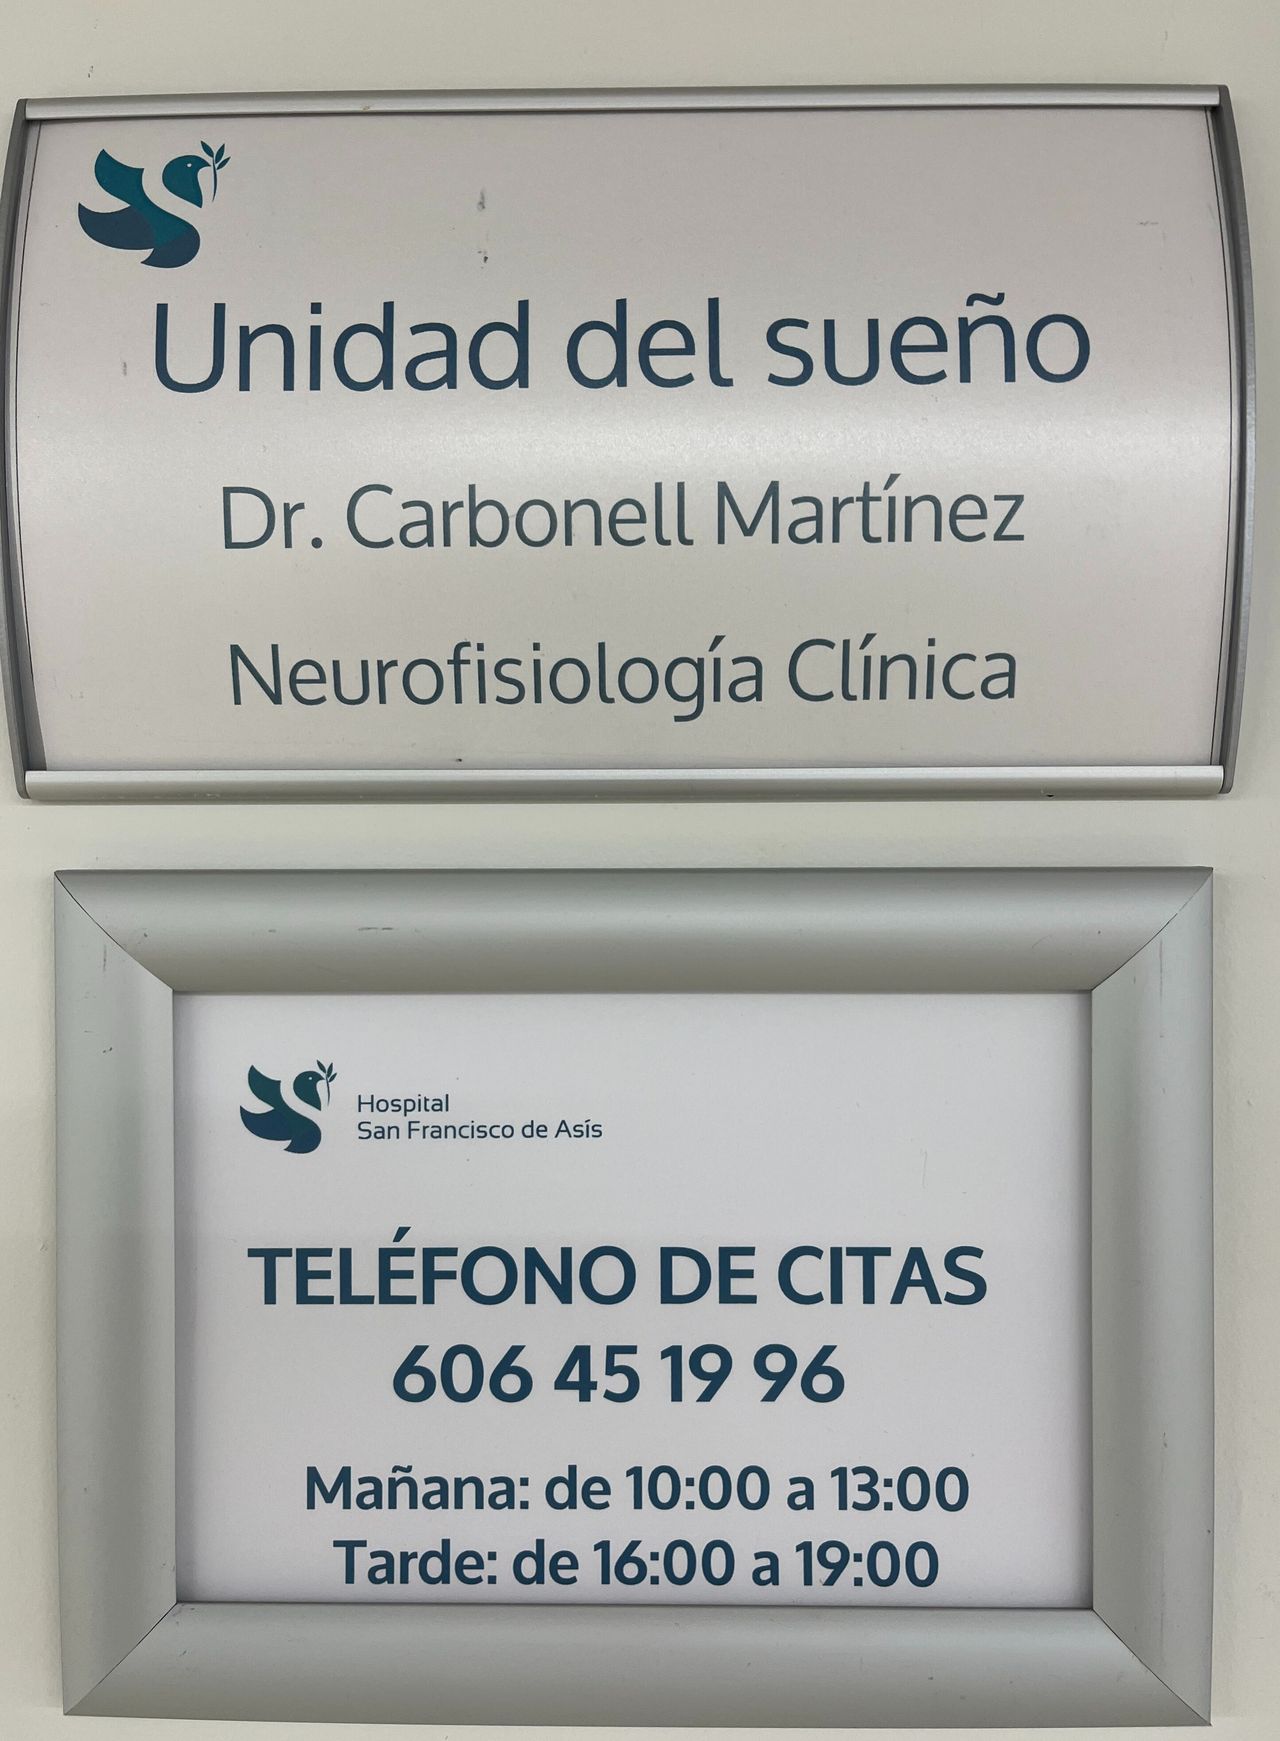 Unidad del sueño
Dr. Carbonell Martínez
Neurofisiología Clínica
Hospital
San Francisco de Asís
TELÉFONO DE CITAS
606 45 19 96
Mañana: de 10:00 a 13:00
Tarde: de 16:00 a 19:00